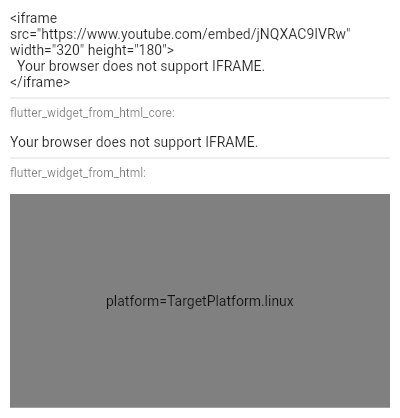 <iframe
src="https://www.youtube.com/embed/jNQXAC9IVRw"
width="320" height="180">
  Your browser does not support IFRAME.
</iframe>
flutter_widget_from_html_core:
Your browser does not support IFRAME.
flutter_widget_from_html:
platform=TargetPlatform.linux